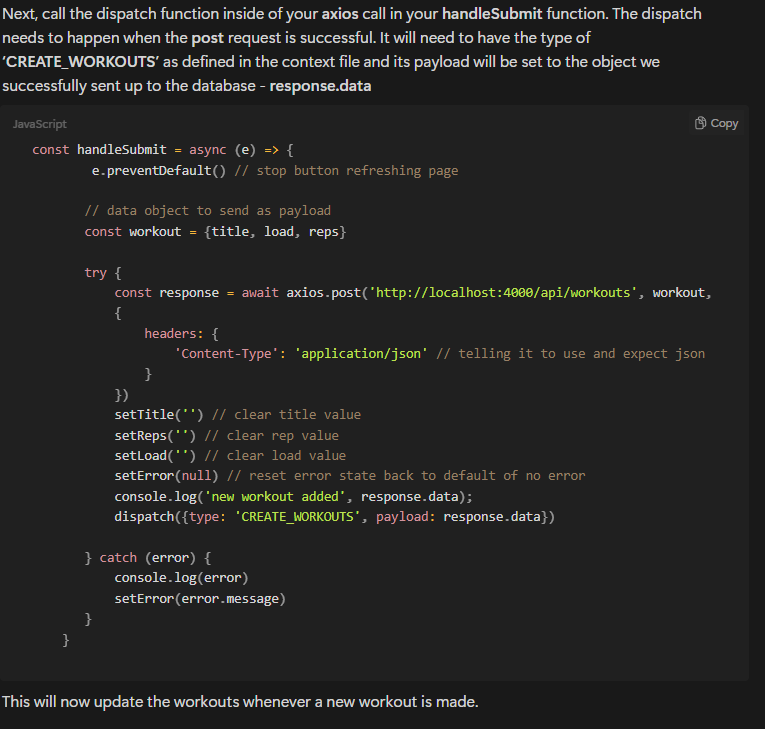 Next, call the dispatch function inside of your axios call in your handleSubmit function. The dispatch
needs to happen when the post request is successful. It will need to have the type of
‘CREATE_WORKOUTS’ as defined in the context file and its payload will be set to the object we
successfully sent up to the database - response.data
JavaScript
Copy
const handleSubmit = async (e) => {
e.preventDefault() // stop button refreshing page
// data object to send as payload
const workout = {title, load, reps}
try {
const response = await axios.post('http://localhost:4000/api/workouts', workout,
{
headers: {
'Content-Type': 'application/json' // telling it to use and expect json
}
})
setTitle('') // clear title value
setReps('') // clear rep value
setLoad('') // clear load value
setError(null) // reset error state back to default of no error
console.log('new workout added', response.data);
dispatch({type: 'CREATE_WORKOUTS', payload: response.data})
} catch (error) {
console.log(error)
setError(error.message)
}
}
This will now update the workouts whenever a new workout is made.